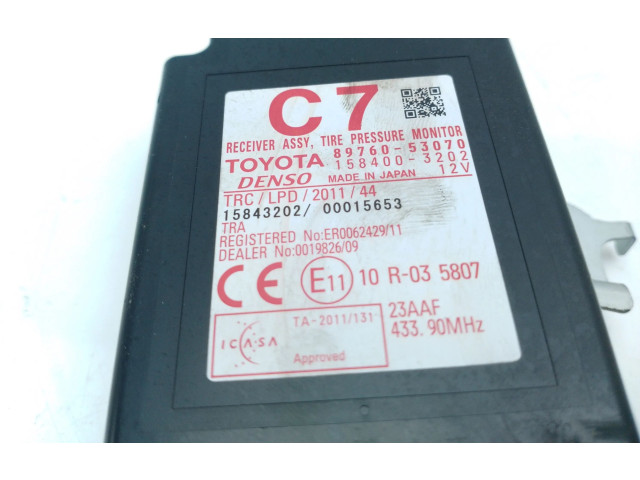 C7
RECEIVER ASSY, TIRE PRESSURE MONITOR
TOYOTA 89760-53070
DENSO 158400-3202
MADE IN JAPAN 12V
TRC/LPD/2011/44
15843202/ 00015653
TRA
REGISTERED No:ER0062429/11
DEALER No:0019826/09
CE E11 10 R-03 5807
ICASA TA-2011/131 Approved
23AAF
433.90MHz